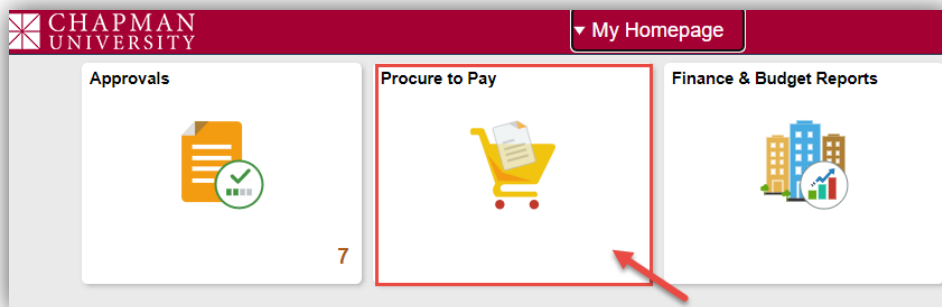 CHAPMAN
UNIVERSITY
My Homepage
Approvals
Procure to Pay
Finance & Budget Reports
7